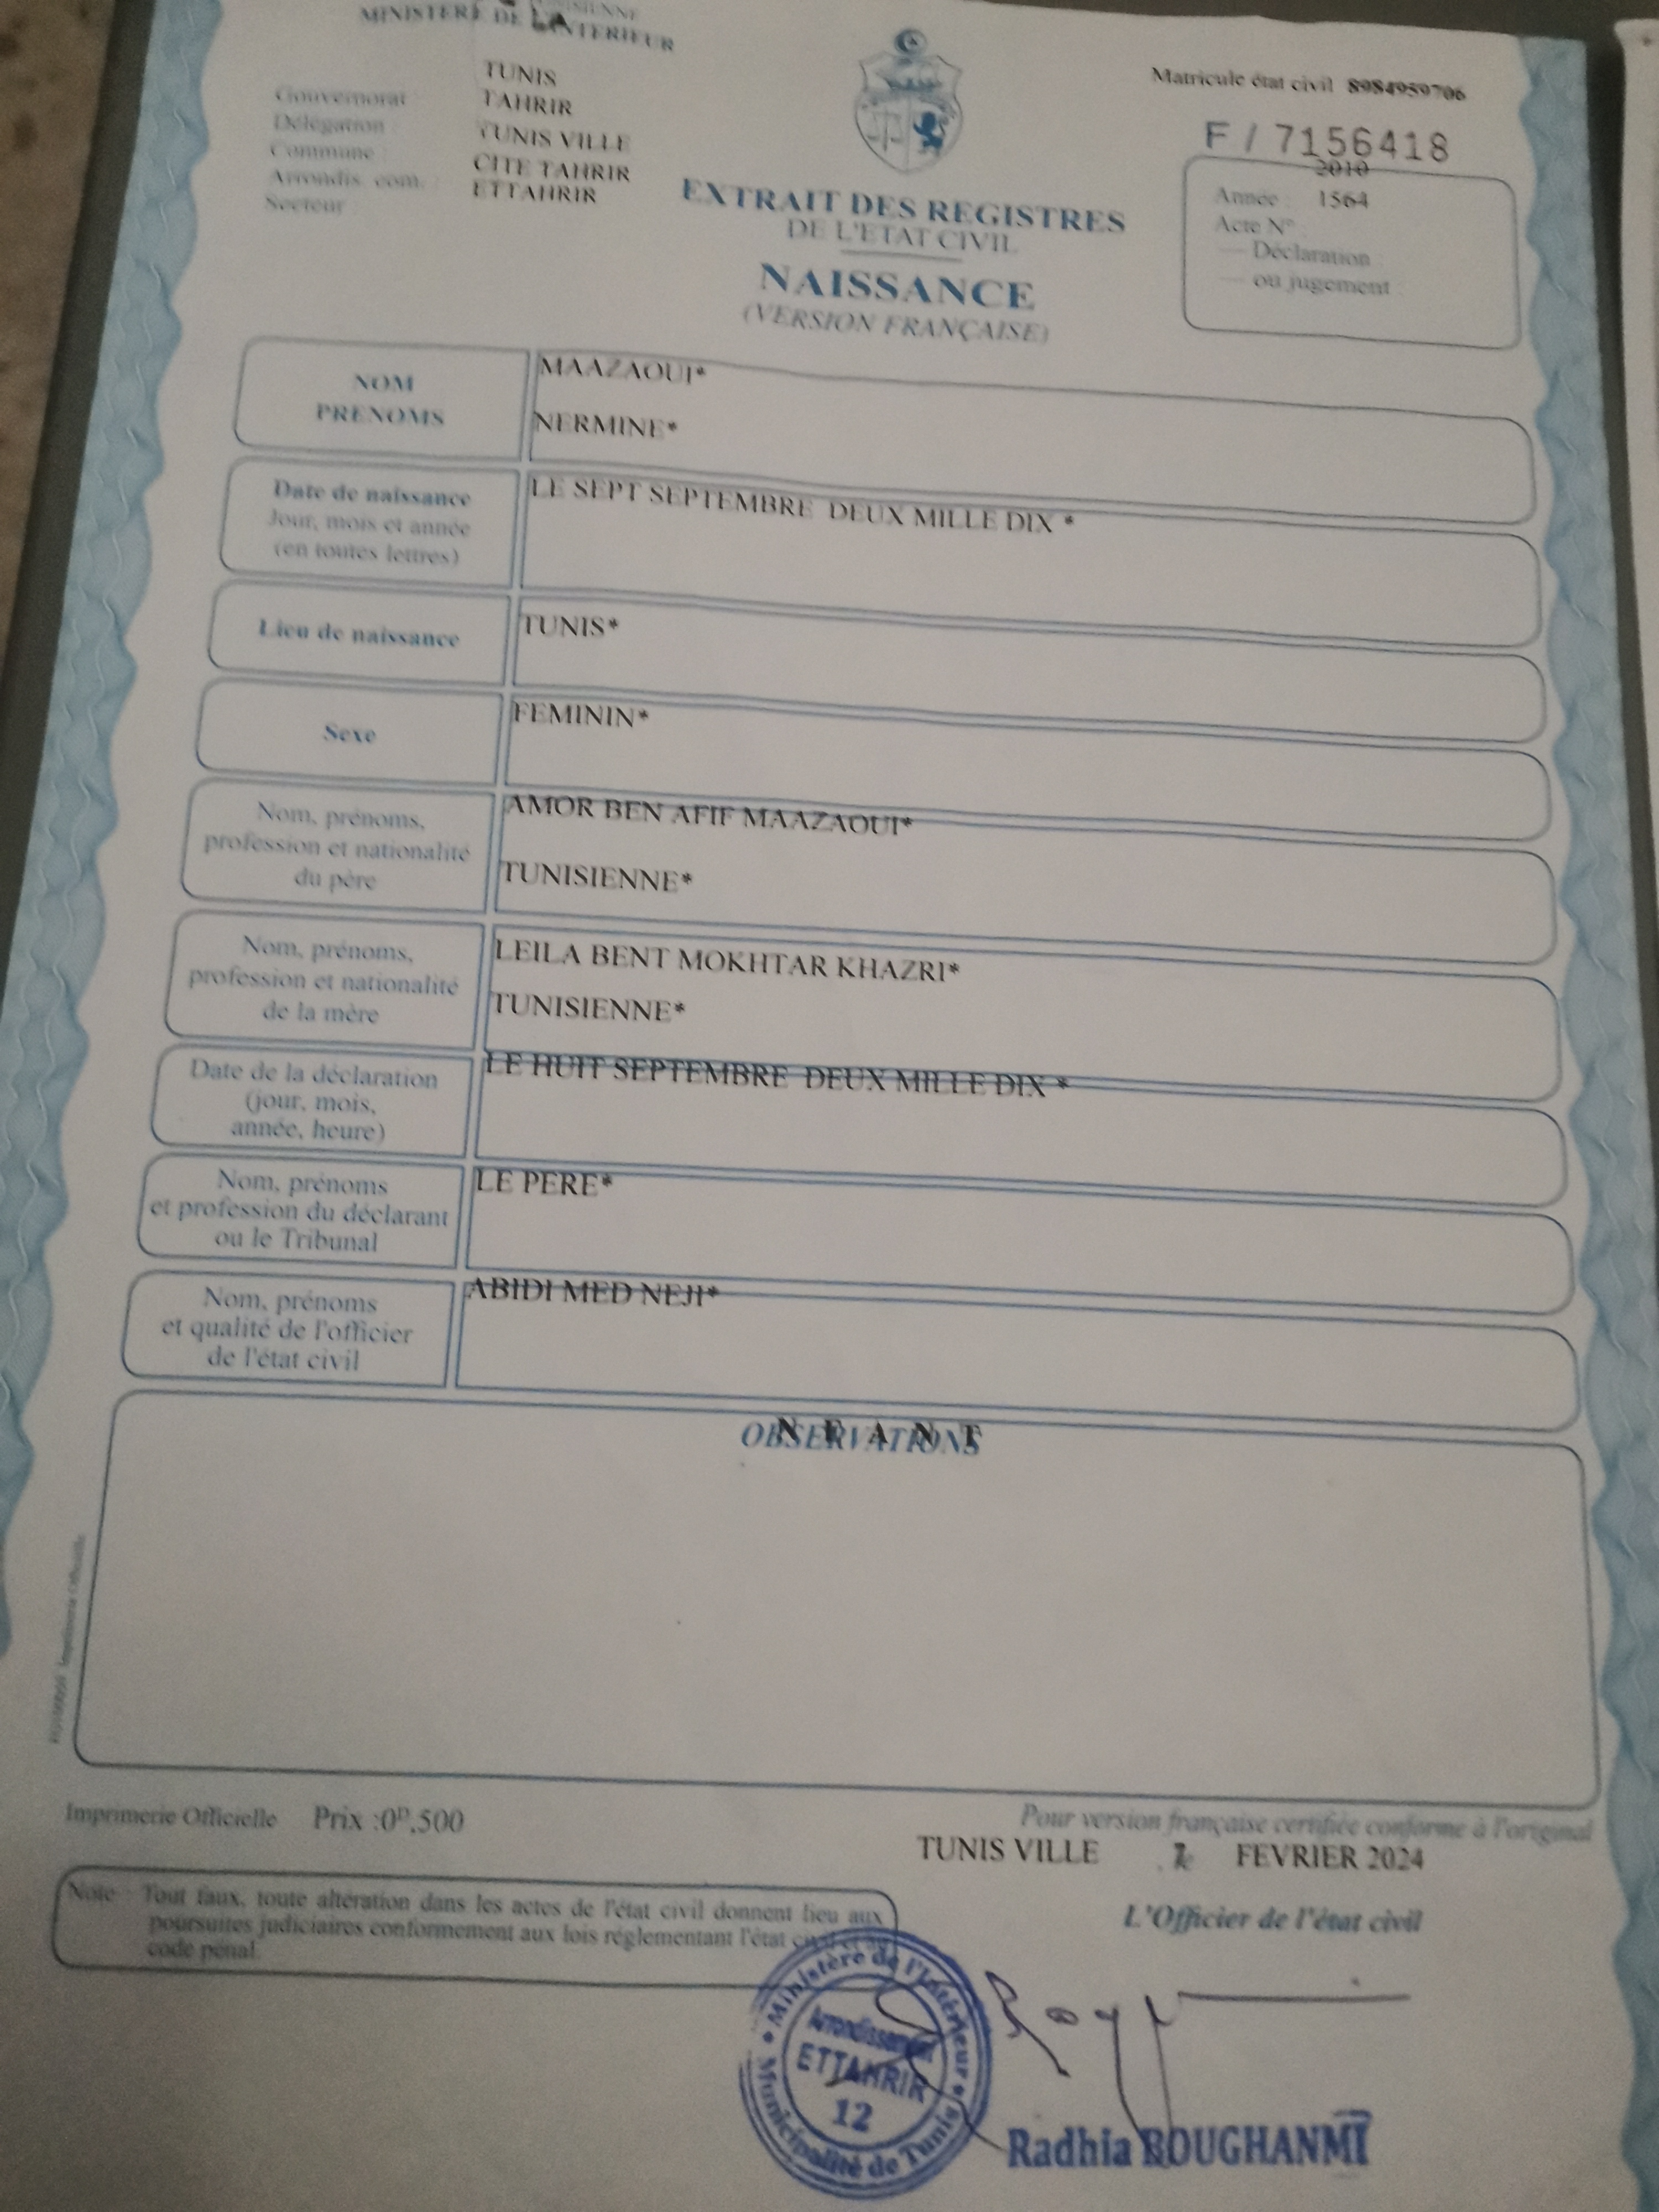 MINISTERE DE L'INTERIEUR
Gouvernorat : TUNIS
Délégation : TAHRIR
Commune : TUNIS VILLE
Arrondis. com. : CITE TAHRIR
Secteur : ETTAHRIR
Matricule état civil 8984959706
F / 7156418
2010
Année : 1564
Acte N° :
— Déclaration :
— ou jugement :
EXTRAIT DES REGISTRES
DE L'ETAT CIVIL
NAISSANCE
(VERSION FRANÇAISE)
NOM MAAZAOUI*
PRENOMS NERMINE*
Date de naissance LE SEPT SEPTEMBRE DEUX MILLE DIX *
Jour, mois et année
(en toutes lettres)
Lieu de naissance TUNIS*
Sexe FEMININ*
Nom, prénoms, AMOR BEN AFIF MAAZAOUI*
profession et nationalité
du père TUNISIENNE*
Nom, prénoms, LEILA BENT MOKHTAR KHAZRI*
profession et nationalité
de la mère TUNISIENNE*
Date de la déclaration LE HUIT SEPTEMBRE DEUX MILLE DIX *
(jour, mois,
année, heure)
Nom, prénoms LE PERE*
et profession du déclarant
ou le Tribunal
Nom, prénoms ABIDI MED NEJI*
et qualité de l'officier
de l'état civil
OBSERVATIONS
N E A N T
Imprimerie Officielle Prix :0ᴰ,500
Pour version française certifiée conforme à l'original
TUNIS VILLE FEVRIER 2024
L'Officier de l'état civil
Note : Tout faux, toute altération dans les actes de l'état civil donnent lieu aux
poursuites judiciaires conformement aux lois réglementant l'état civil et au
code pénal.
Ministère de l'Intérieur
Arrondissement
ETTAHRIR
12
Municipalité de Tunis
Radhia BOUGHANMI